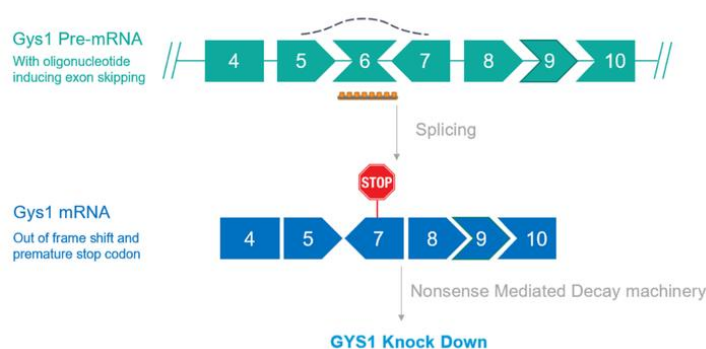 Gys1 Pre-mRNA
With oligonucleotide
inducing exon skipping
4 5 6 7 8 9 10
Splicing
STOP
Gys1 mRNA
Out of frame shift and
premature stop codon
4 5 7 8 9 10
Nonsense Mediated Decay machinery
GYS1 Knock Down